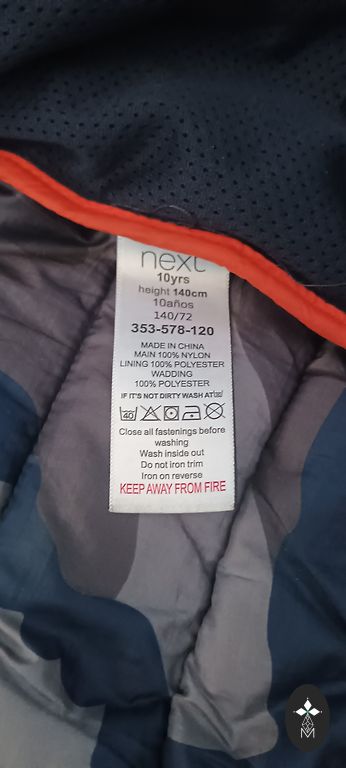 next
10yrs
height 140cm
10años
140/72
353-578-120
MADE IN CHINA
MAIN 100% NYLON
LINING 100% POLYESTER
WADDING
100% POLYESTER
IF IT'S NOT DIRTY WASH AT 30
40
Close all fastenings before
washing
Wash inside out
Do not iron trim
Iron on reverse
KEEP AWAY FROM FIRE
M